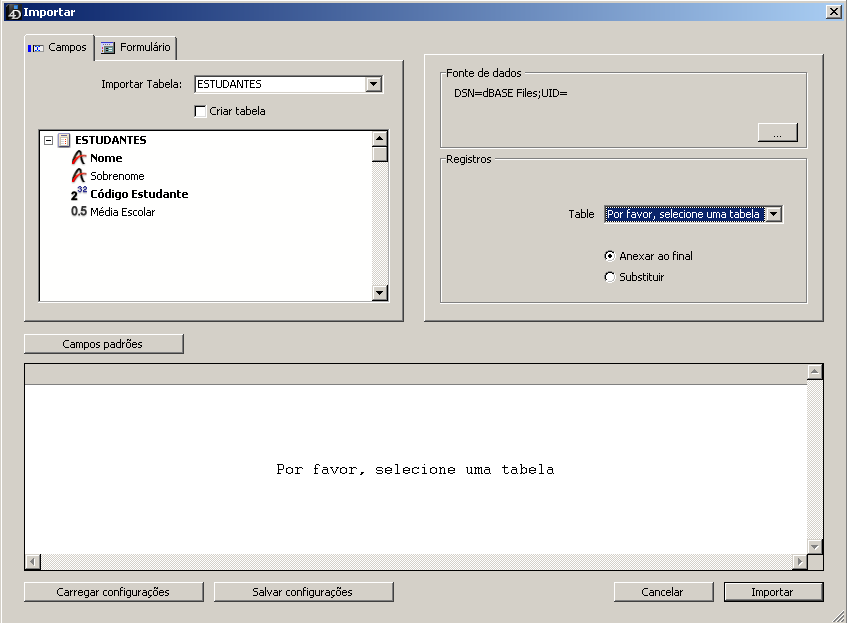 Importar
Campos
Formulário
Importar Tabela:
ESTUDANTES
Criar tabela
ESTUDANTES
Nome
Sobrenome
2³² Código Estudante
0.5 Média Escolar
Fonte de dados
DSN=dBASE Files;UID=
...
Registros
Table
Por favor, selecione uma tabela
Anexar ao final
Substituir
Campos padrões
Por favor, selecione uma tabela
Carregar configurações
Salvar configurações
Cancelar
Importar